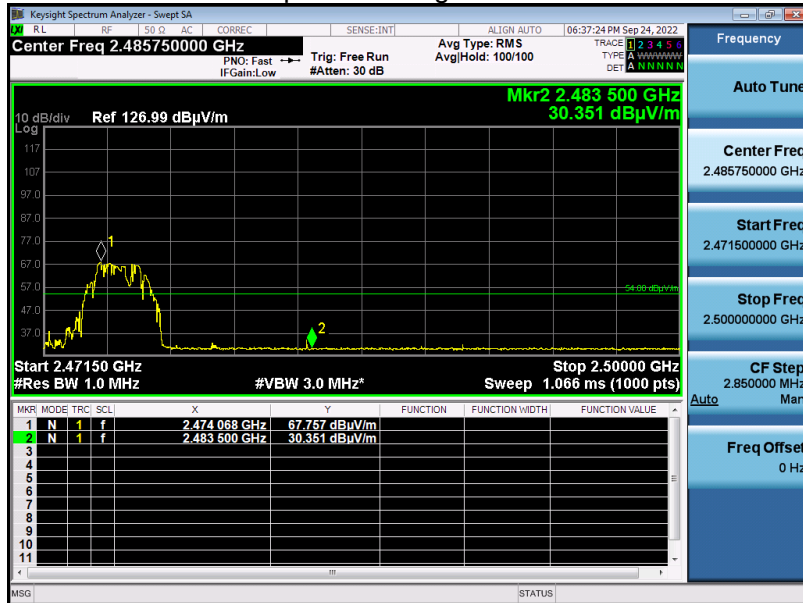 Keysight Spectrum Analyzer - Swept SA
LXI RL RF 50 Ω AC CORREC SENSE:INT ALIGN AUTO 06:37:24 PM Sep 24, 2022
Center Freq 2.485750000 GHz Avg Type: RMS TRACE 1 2 3 4 5 6
PNO: Fast Trig: Free Run Avg|Hold: 100/100 TYPE A WWWWW
IFGain:Low #Atten: 30 dB DET A N N N N N
Mkr2 2.483 500 GHz
10 dB/div Ref 126.99 dBµV/m 30.351 dBµV/m
Log
117
107
97.0
87.0
77.0
67.0
57.0
47.0
37.0
1
2
54.00 dBµV/m
Start 2.47150 GHz Stop 2.50000 GHz
#Res BW 1.0 MHz #VBW 3.0 MHz* Sweep 1.066 ms (1000 pts)
MKR MODE TRC SCL X Y FUNCTION FUNCTION WIDTH FUNCTION VALUE
1 N 1 f 2.474 068 GHz 67.757 dBµV/m
2 N 1 f 2.483 500 GHz 30.351 dBµV/m
3
4
5
6
7
8
9
10
11
MSG STATUS
Frequency
Auto Tune
Center Freq
2.485750000 GHz
Start Freq
2.471500000 GHz
Stop Freq
2.500000000 GHz
CF Step
2.850000 MHz
Auto Man
Freq Offset
0 Hz